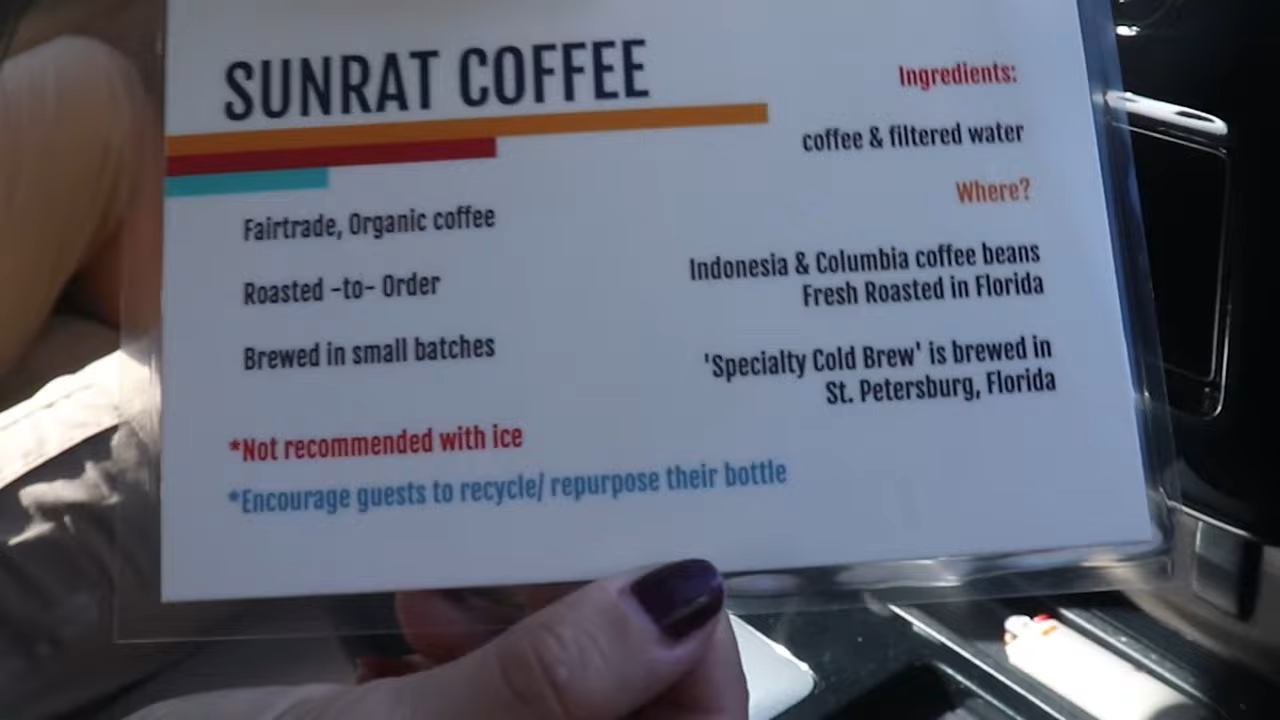 SUNRAT COFFEE
Fairtrade, Organic coffee
Roasted -to- Order
Brewed in small batches
*Not recommended with ice
*Encourage guests to recycle/ repurpose their bottle
Ingredients:
coffee & filtered water
Where?
Indonesia & Columbia coffee beans
Fresh Roasted in Florida
'Specialty Cold Brew' is brewed in
St. Petersburg, Florida